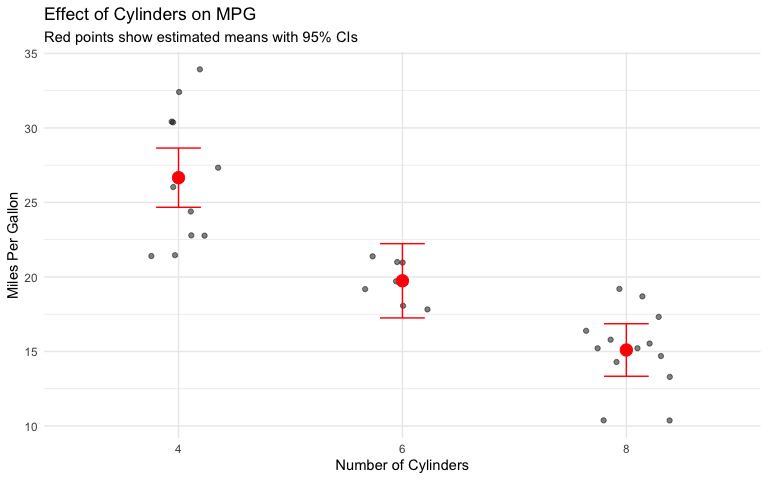 Effect of Cylinders on MPG
Red points show estimated means with 95% CIs
35
30
25
20
15
10
Miles Per Gallon
4
6
8
Number of Cylinders